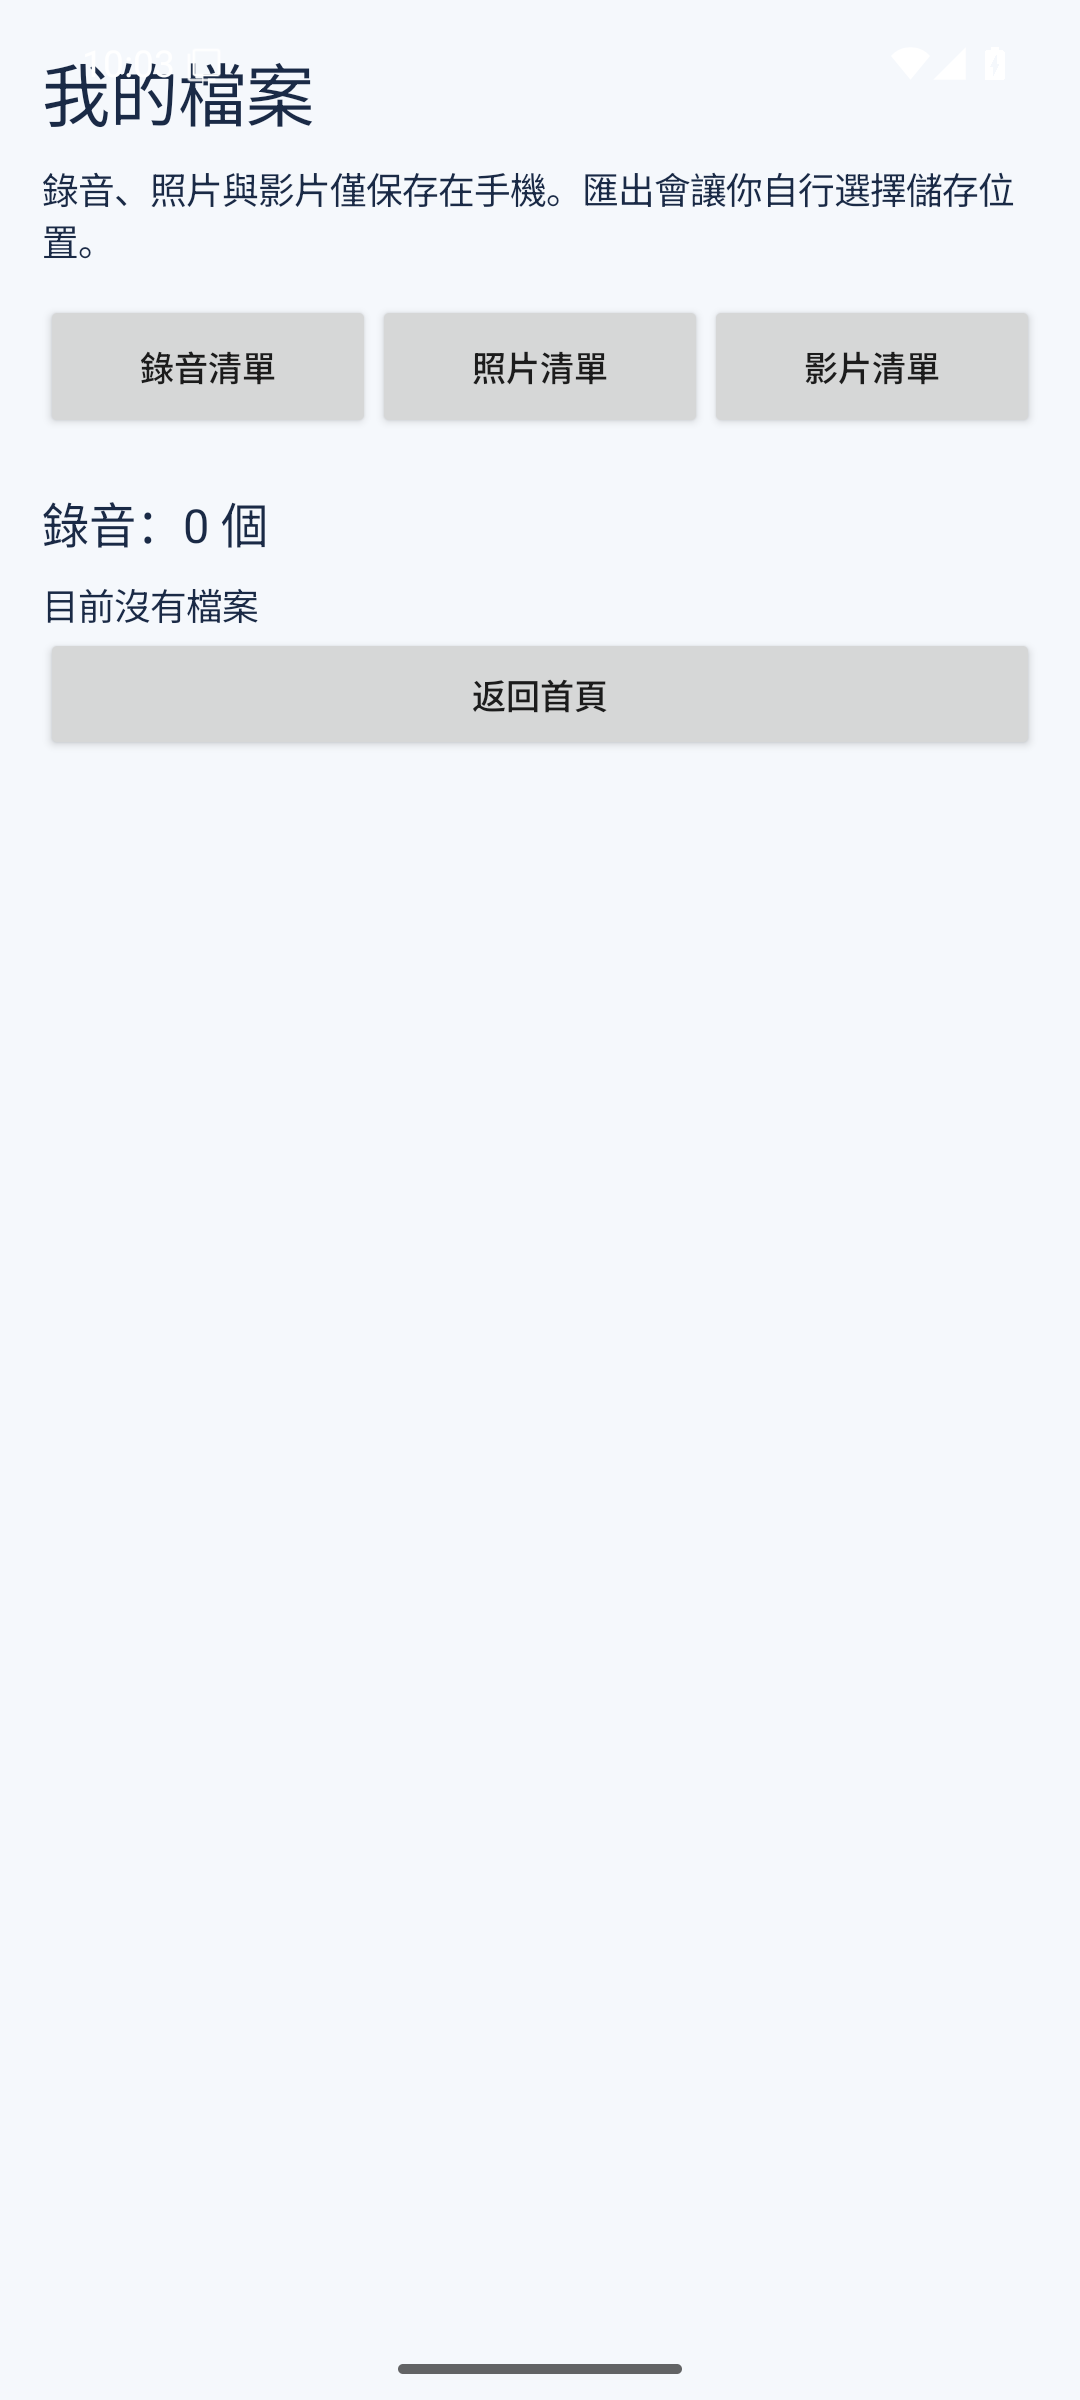 我的檔案
錄音、照片與影片僅保存在手機。匯出會讓你自行選擇儲存位
置。
錄音清單
照片清單
影片清單
錄音：0 個
目前沒有檔案
返回首頁